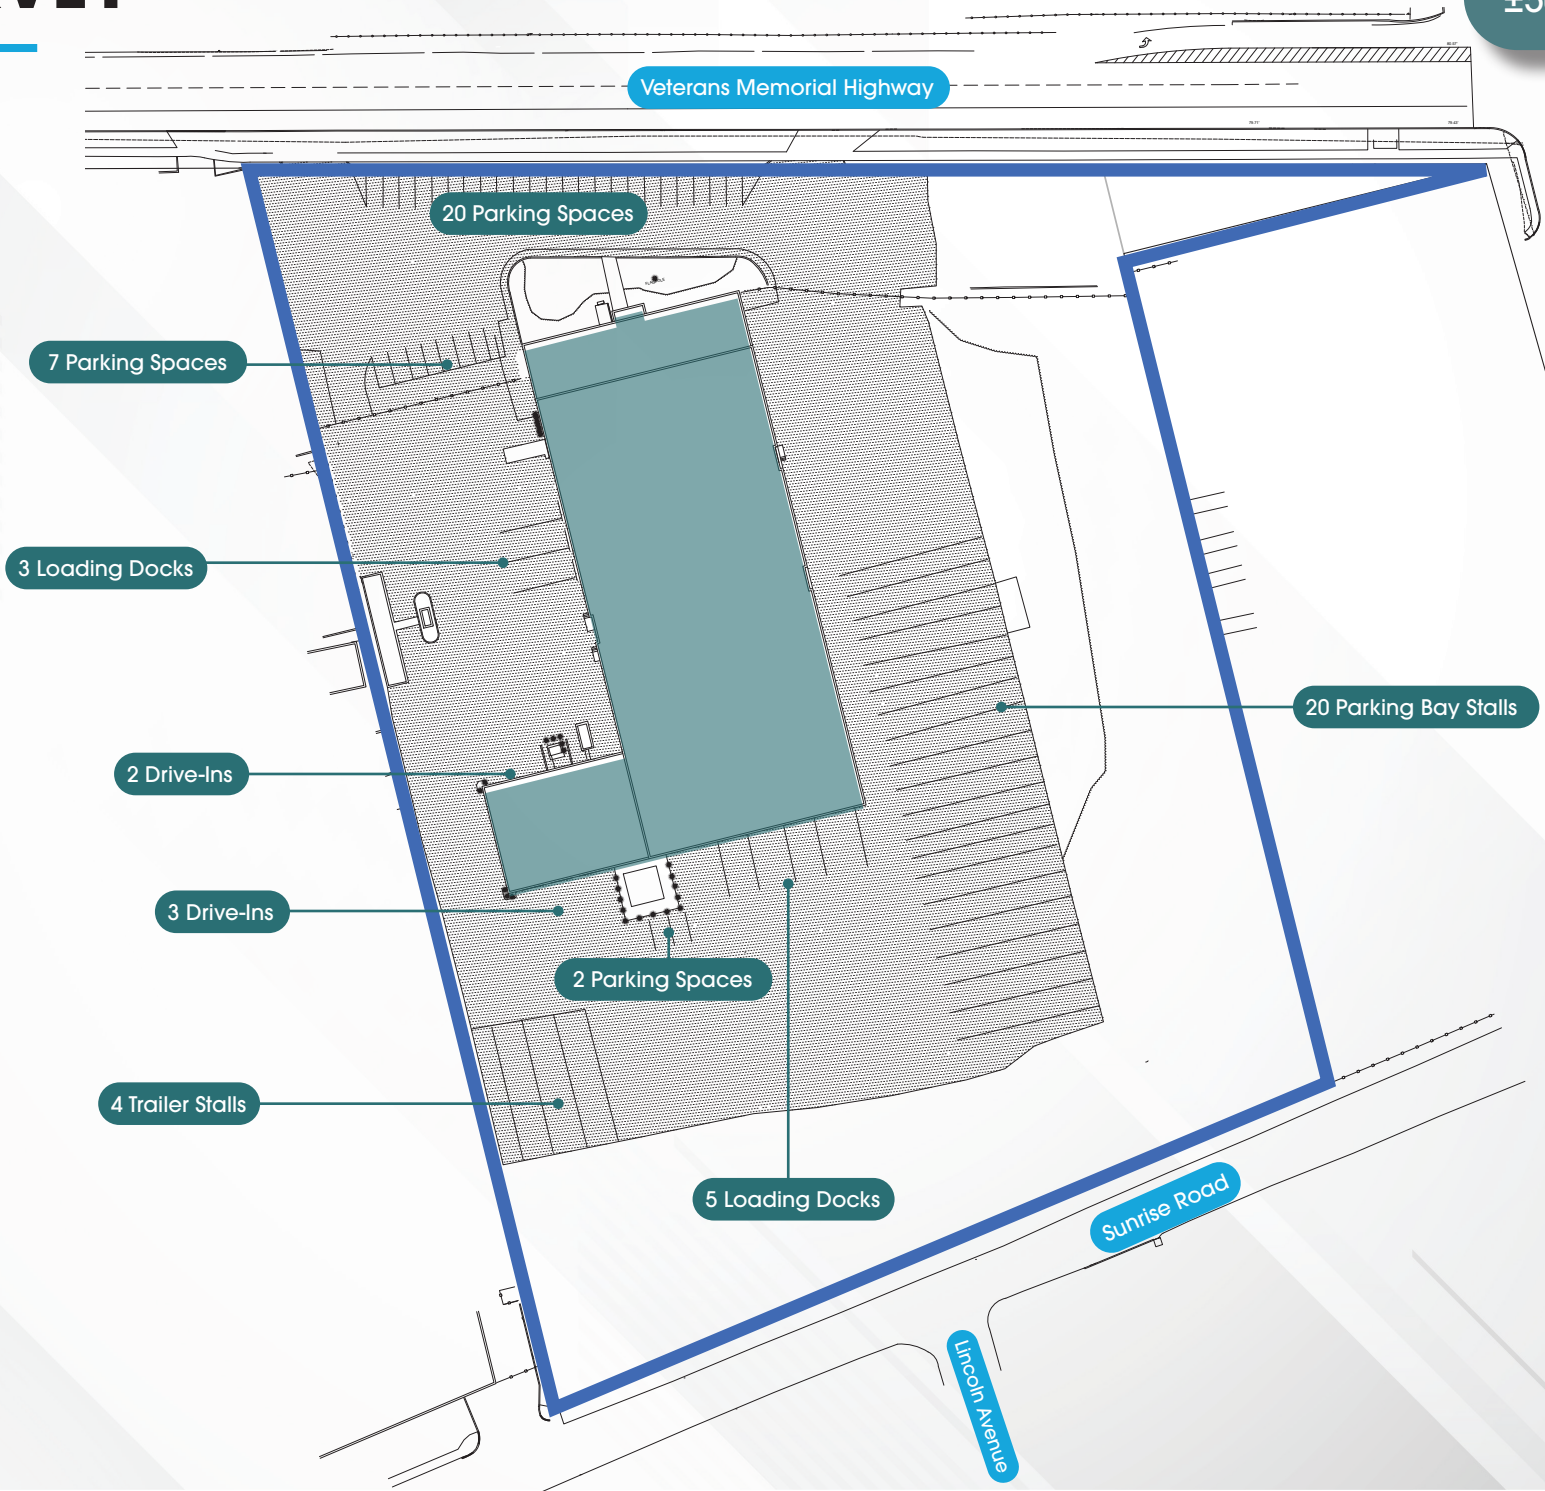 Veterans Memorial Highway
20 Parking Spaces
7 Parking Spaces
3 Loading Docks
20 Parking Bay Stalls
2 Drive-Ins
3 Drive-Ins
2 Parking Spaces
4 Trailer Stalls
5 Loading Docks
Sunrise Road
Lincoln Avenue